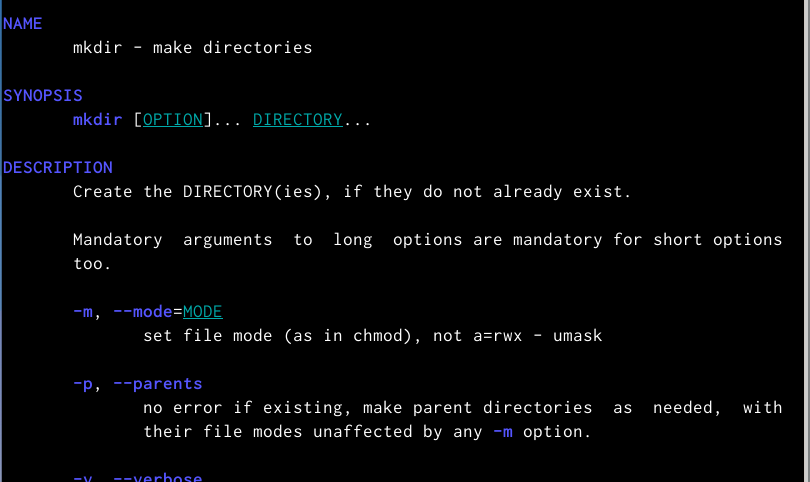 NAME
mkdir - make directories
SYNOPSIS
mkdir [OPTION]... DIRECTORY...
DESCRIPTION
Create the DIRECTORY(ies), if they do not already exist.
Mandatory arguments to long options are mandatory for short options
too.
-m, --mode=MODE
set file mode (as in chmod), not a=rwx - umask
-p, --parents
no error if existing, make parent directories as needed, with
their file modes unaffected by any -m option.
-v, --verbose